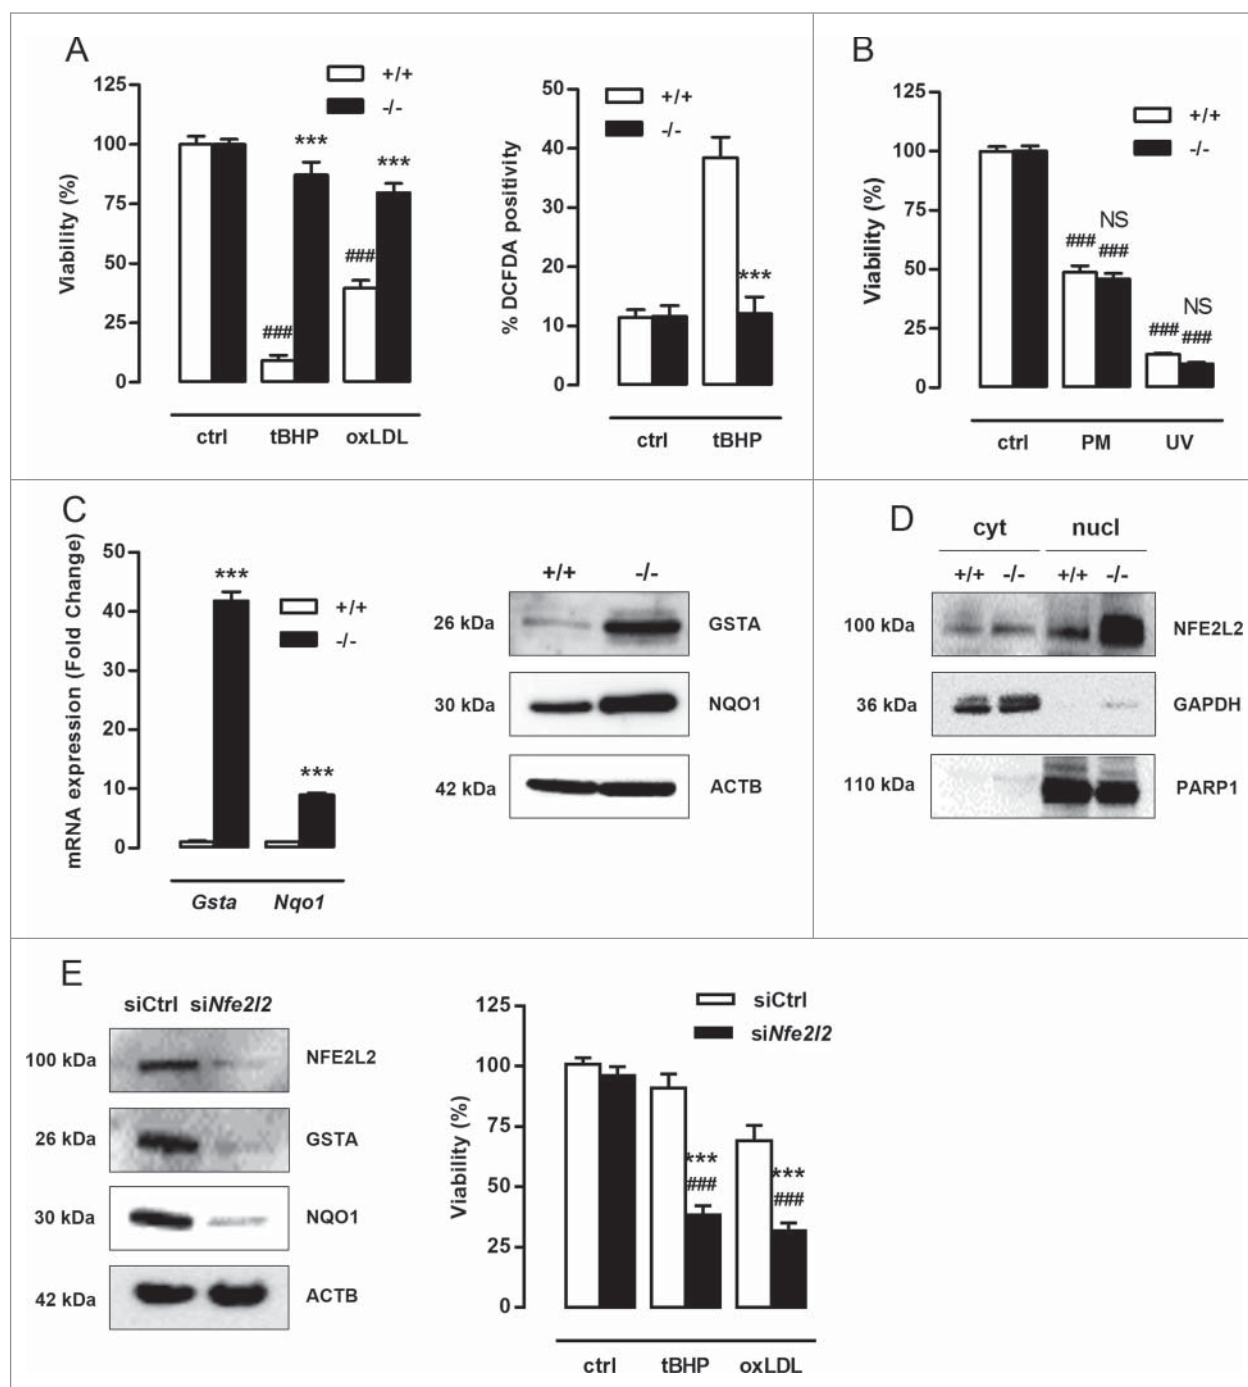 A
+/+
-/-
125
100
75
50
25
0
Viability (%)
***
***
###
###
ctrl
tBHP
oxLDL
50
40
30
20
10
0
% DCFDA positivity
+/+
-/-
***
ctrl
tBHP
B
125
100
75
50
25
0
Viability (%)
+/+
-/-
NS
### ###
NS
### ###
ctrl
PM
UV
C
50
40
30
20
10
0
mRNA expression (Fold Change)
***
+/+
-/-
***
Gsta
Nqo1
+/+ -/-
26 kDa GSTA
30 kDa NQO1
42 kDa ACTB
D
cyt nucl
+/+ -/- +/+ -/-
100 kDa NFE2L2
36 kDa GAPDH
110 kDa PARP1
E
siCtrl siNfe2l2
100 kDa NFE2L2
26 kDa GSTA
30 kDa NQO1
42 kDa ACTB
125
100
75
50
25
0
Viability (%)
siCtrl
siNfe2l2
***
###
***
###
ctrl
tBHP
oxLDL